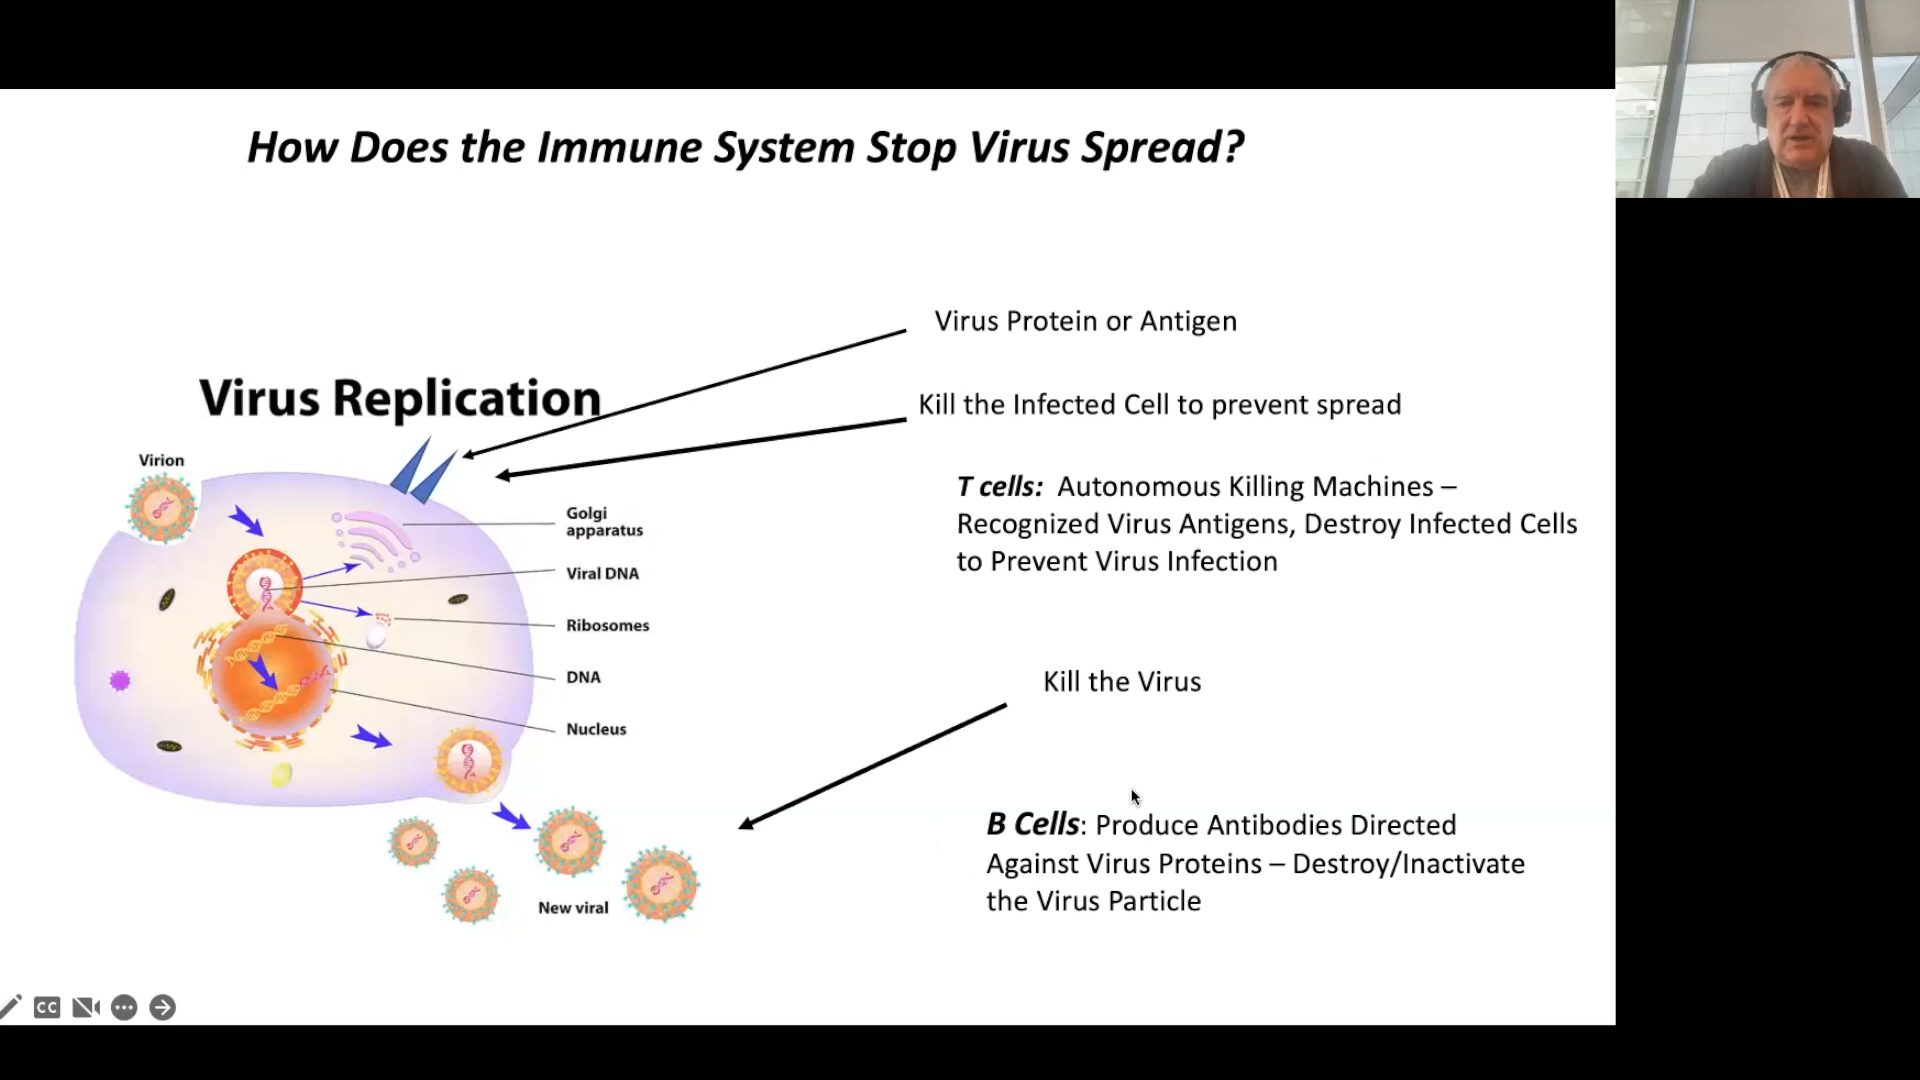 How Does the Immune System Stop Virus Spread?
Virus Protein or Antigen
Virus Replication
Kill the Infected Cell to prevent spread
Virion
T cells: Autonomous Killing Machines –
Recognized Virus Antigens, Destroy Infected Cells
to Prevent Virus Infection
Golgi
apparatus
Viral DNA
Ribosomes
DNA
Nucleus
Kill the Virus
B Cells: Produce Antibodies Directed
Against Virus Proteins – Destroy/Inactivate
the Virus Particle
New viral
CC